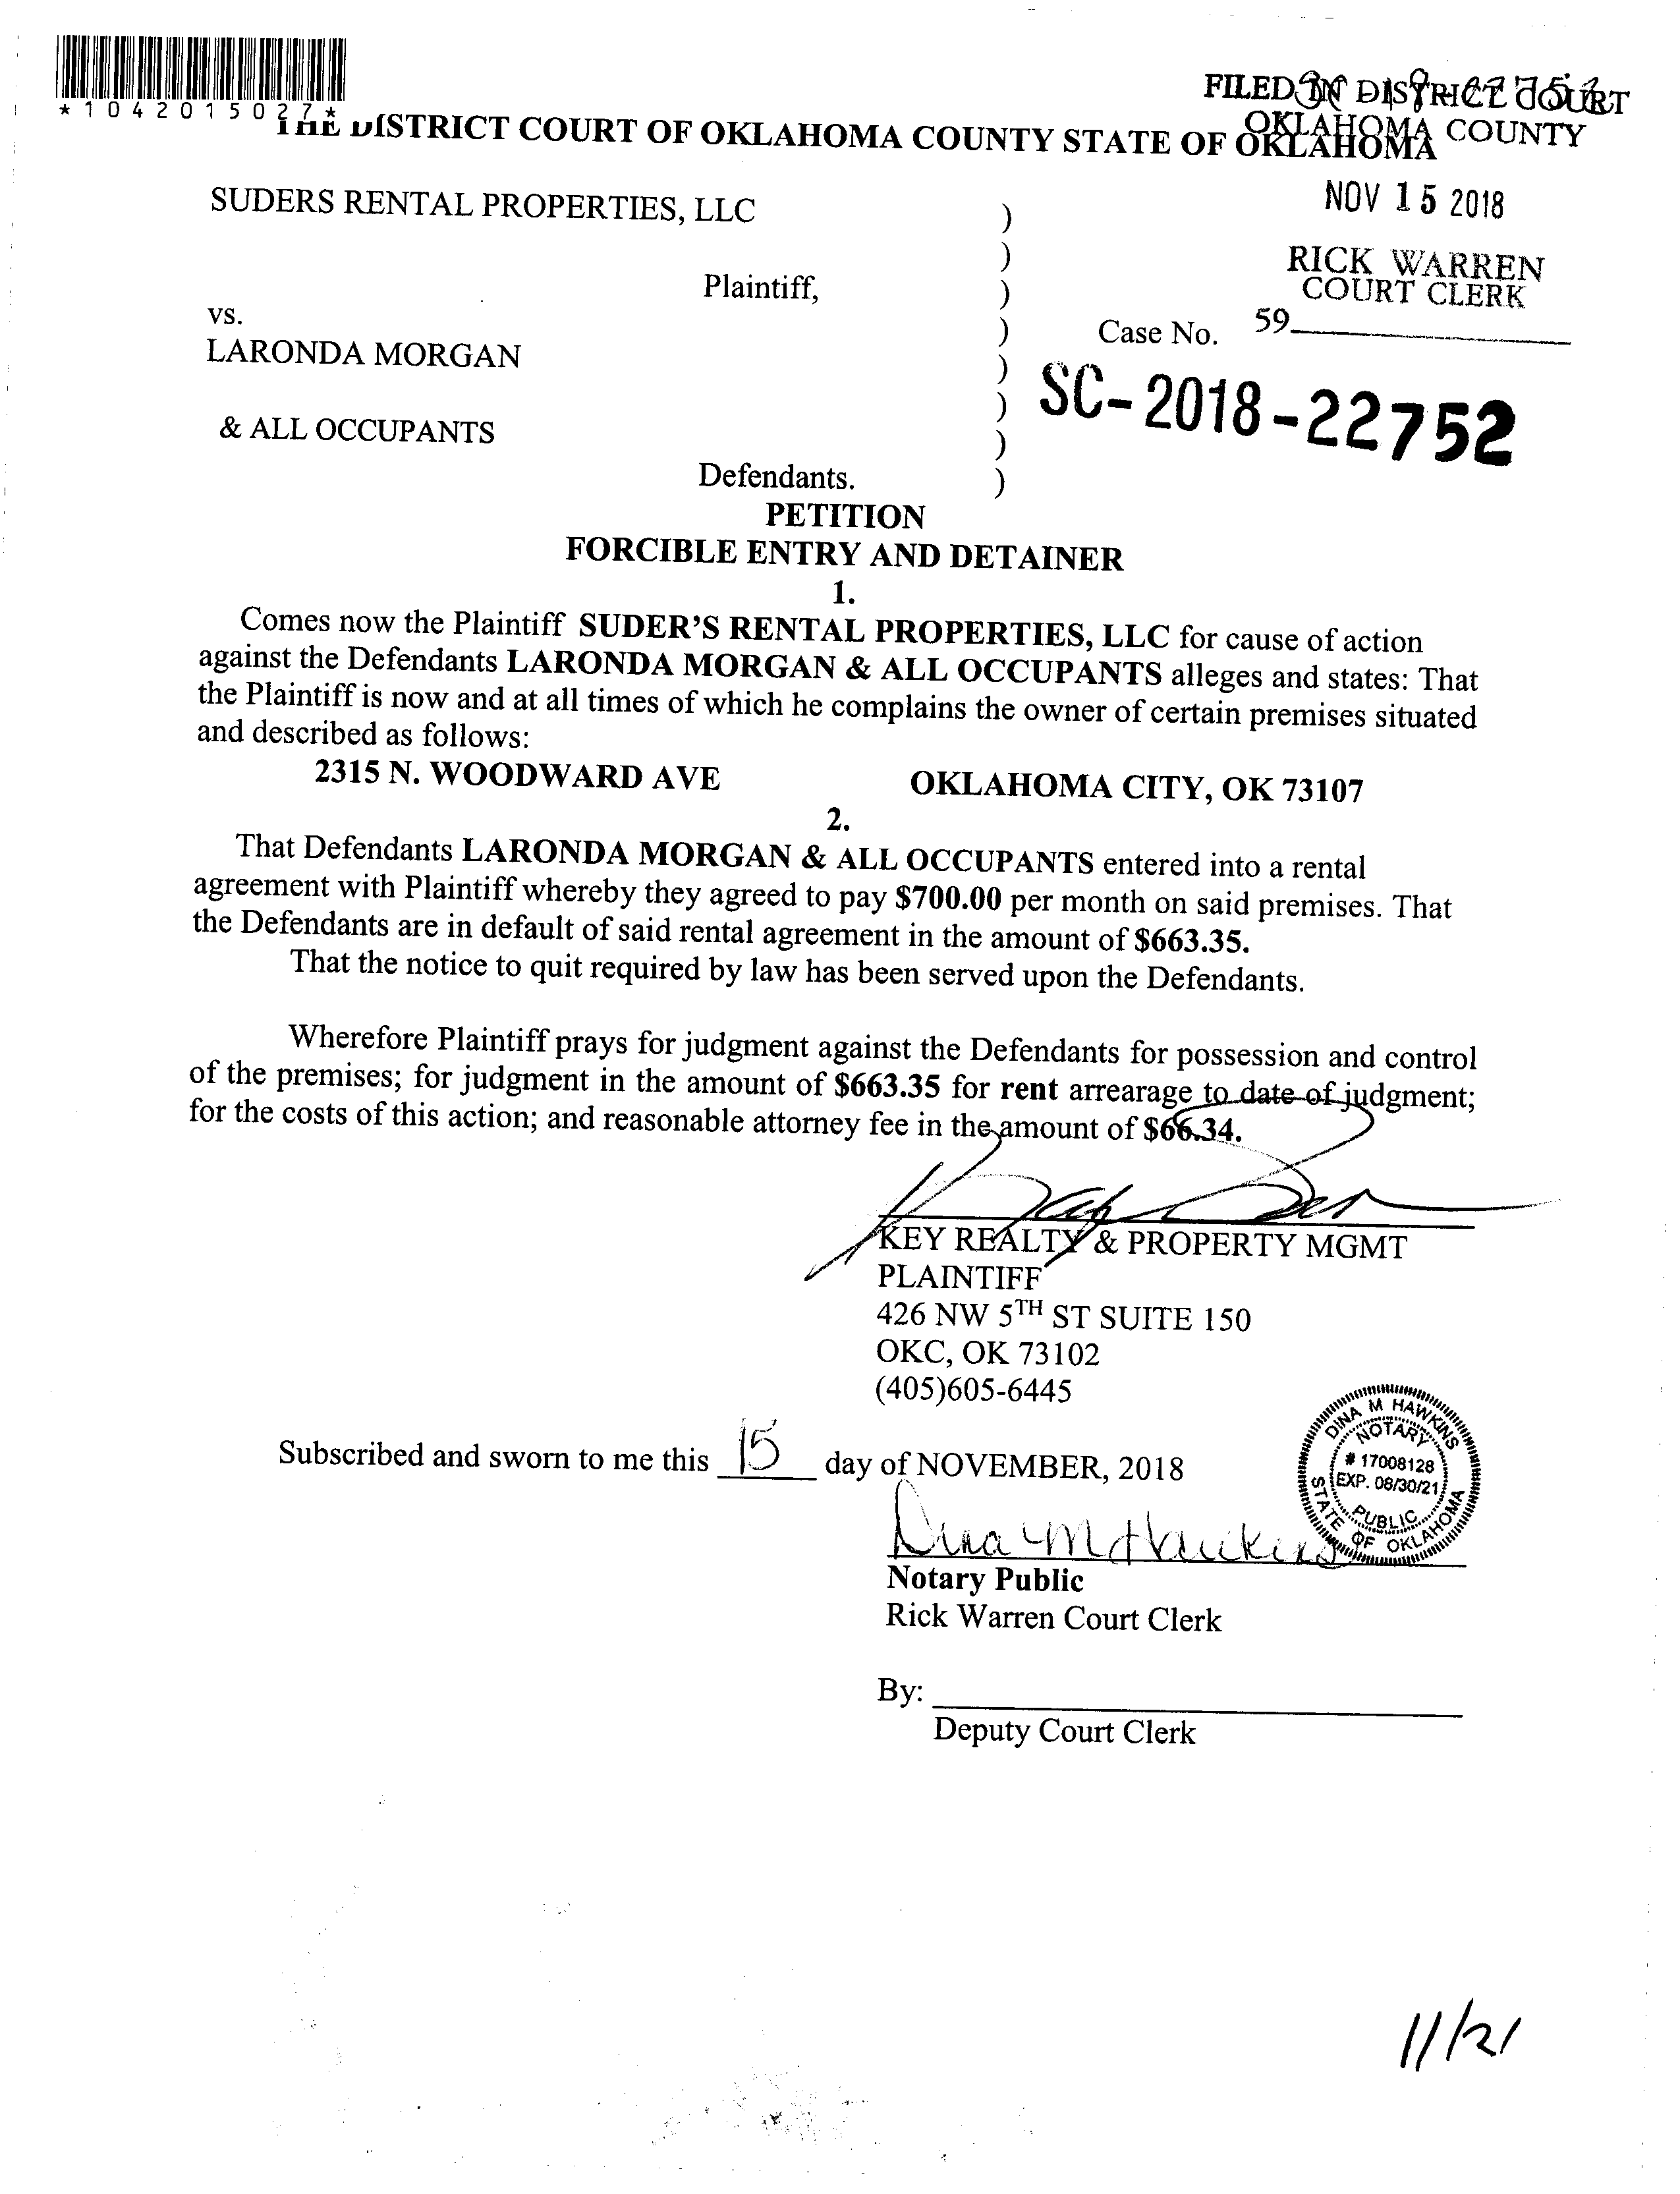 *1042015027*
FILED IN DISTRICT COURT
OKLAHOMA COUNTY
THE DISTRICT COURT OF OKLAHOMA COUNTY STATE OF OKLAHOMA
NOV 15 2018
SUDERS RENTAL PROPERTIES, LLC )
)
RICK WARREN
COURT CLERK
Plaintiff, )
vs. )
Case No. 59
LARONDA MORGAN )
)
SC-2018-22752
& ALL OCCUPANTS )
Defendants. )
PETITION
FORCIBLE ENTRY AND DETAINER
1.
Comes now the Plaintiff SUDER'S RENTAL PROPERTIES, LLC for cause of action
against the Defendants LARONDA MORGAN & ALL OCCUPANTS alleges and states: That
the Plaintiff is now and at all times of which he complains the owner of certain premises situated
and described as follows:
2315 N. WOODWARD AVE OKLAHOMA CITY, OK 73107
2.
That Defendants LARONDA MORGAN & ALL OCCUPANTS entered into a rental
agreement with Plaintiff whereby they agreed to pay $700.00 per month on said premises. That
the Defendants are in default of said rental agreement in the amount of $663.35.
That the notice to quit required by law has been served upon the Defendants.
Wherefore Plaintiff prays for judgment against the Defendants for possession and control
of the premises; for judgment in the amount of $663.35 for rent arrearage to date of judgment;
for the costs of this action; and reasonable attorney fee in the amount of $66.34.
KEY REALTY & PROPERTY MGMT
PLAINTIFF
426 NW 5TH ST SUITE 150
OKC, OK 73102
(405)605-6445
Subscribed and sworn to me this 15 day of NOVEMBER, 2018
DINA M HAWKINS
NOTARY
# 17008128
EXP. 08/30/21
PUBLIC
STATE OF OKLAHOMA
Dina M Hawkins
Notary Public
Rick Warren Court Clerk
By:
Deputy Court Clerk
11/21